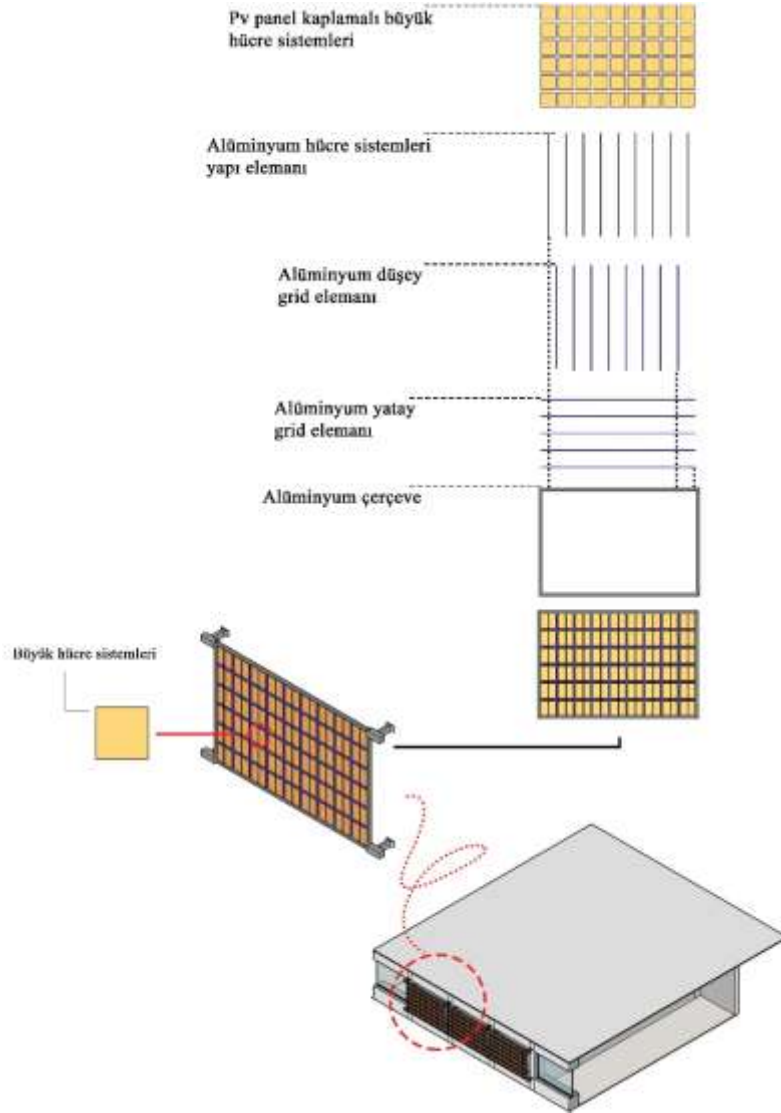 Pv panel kaplamalı büyük
hücre sistemleri
Alüminyum hücre sistemleri
yapı elemanı
Alüminyum düşey
grid elemanı
Alüminyum yatay
grid elemanı
Alüminyum çerçeve
Büyük hücre sistemleri